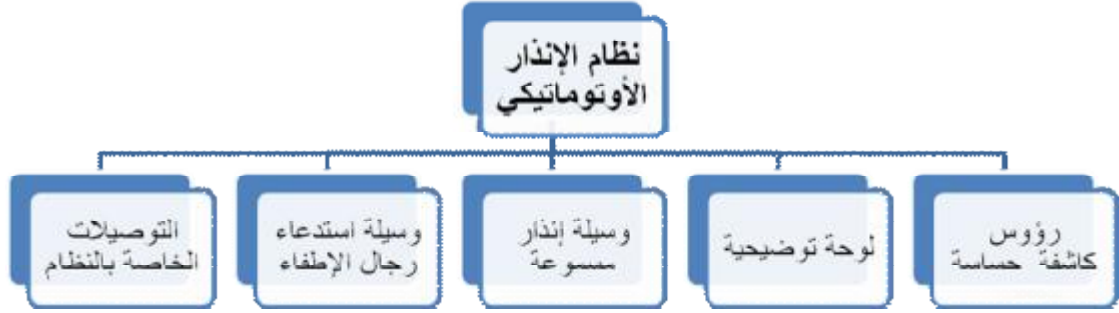 نظام الإنذار
الأوتوماتيكي
رؤوس
كاشفة حساسة
لوحة توضيحية
وسيلة إنذار
مسموعة
وسيلة استدعاء
رجال الإطفاء
التوصيلات
الخاصة بالنظام